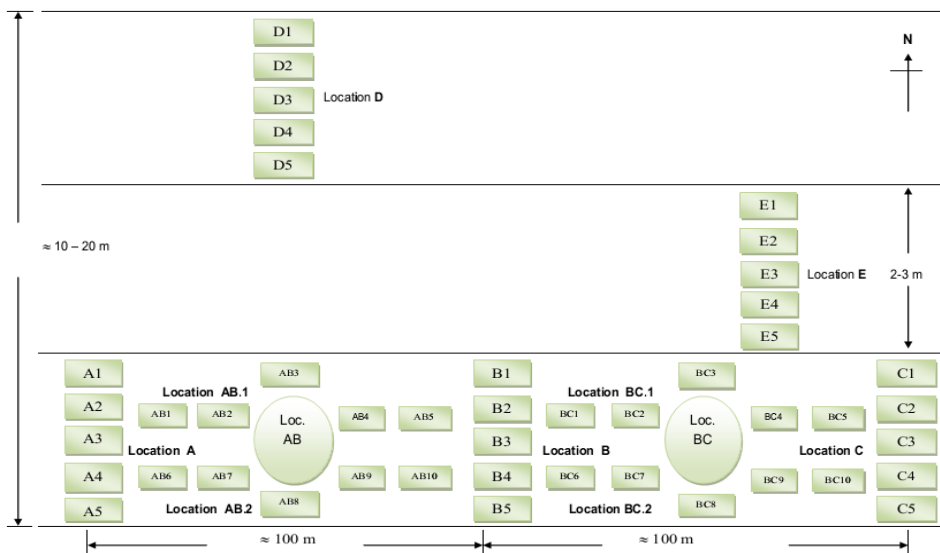 D1
N
D2
D3
Location D
D4
D5
E1
≈ 10 – 20 m
E2
E3
Location E
2-3 m
E4
E5
A1
AB3
B1
BC3
C1
Location AB.1
Location BC.1
A2
AB1
AB2
Loc.
AB
AB4
AB5
B2
BC1
BC2
Loc.
BC
BC4
BC5
C2
A3
Location A
B3
Location B
Location C
C3
A4
AB6
AB7
AB9
AB10
B4
BC6
BC7
BC9
BC10
C4
A5
Location AB.2
AB8
B5
Location BC.2
BC8
C5
≈ 100 m
≈ 100 m